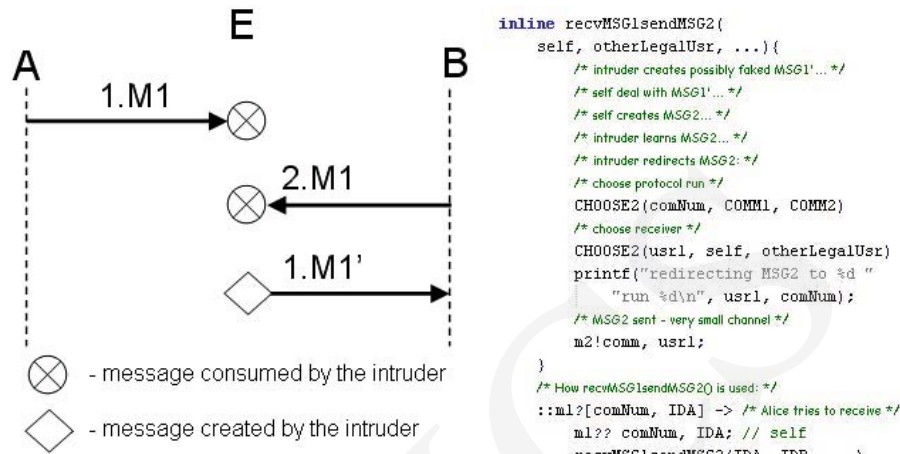 E
A
B
1.M1
2.M1
1.M1’
- message consumed by the intruder
- message created by the intruder
inline recvMSG1sendMSG2(
self, otherLegalUsr, ...){
/* intruder creates possibly faked MSG1'... */
/* self deal with MSG1'... */
/* self creates MSG2... */
/* intruder learns MSG2... */
/* intruder redirects MSG2: */
/* choose protocol run */
CHOOSE2(comNum, COMM1, COMM2)
/* choose receiver */
CHOOSE2(usr1, self, otherLegalUsr)
printf("redirecting MSG2 to %d "
"run %d\n", usr1, comNum);
/* MSG2 sent - very small channel */
m2!comm, usr1;
}
/* How recvMSG1sendMSG2() is used: */
::m1?[comNum, IDA] -> /* Alice tries to receive */
m1?? comNum, IDA; // self
recvMSG1sendMSG2(IDA, IDB, ...)